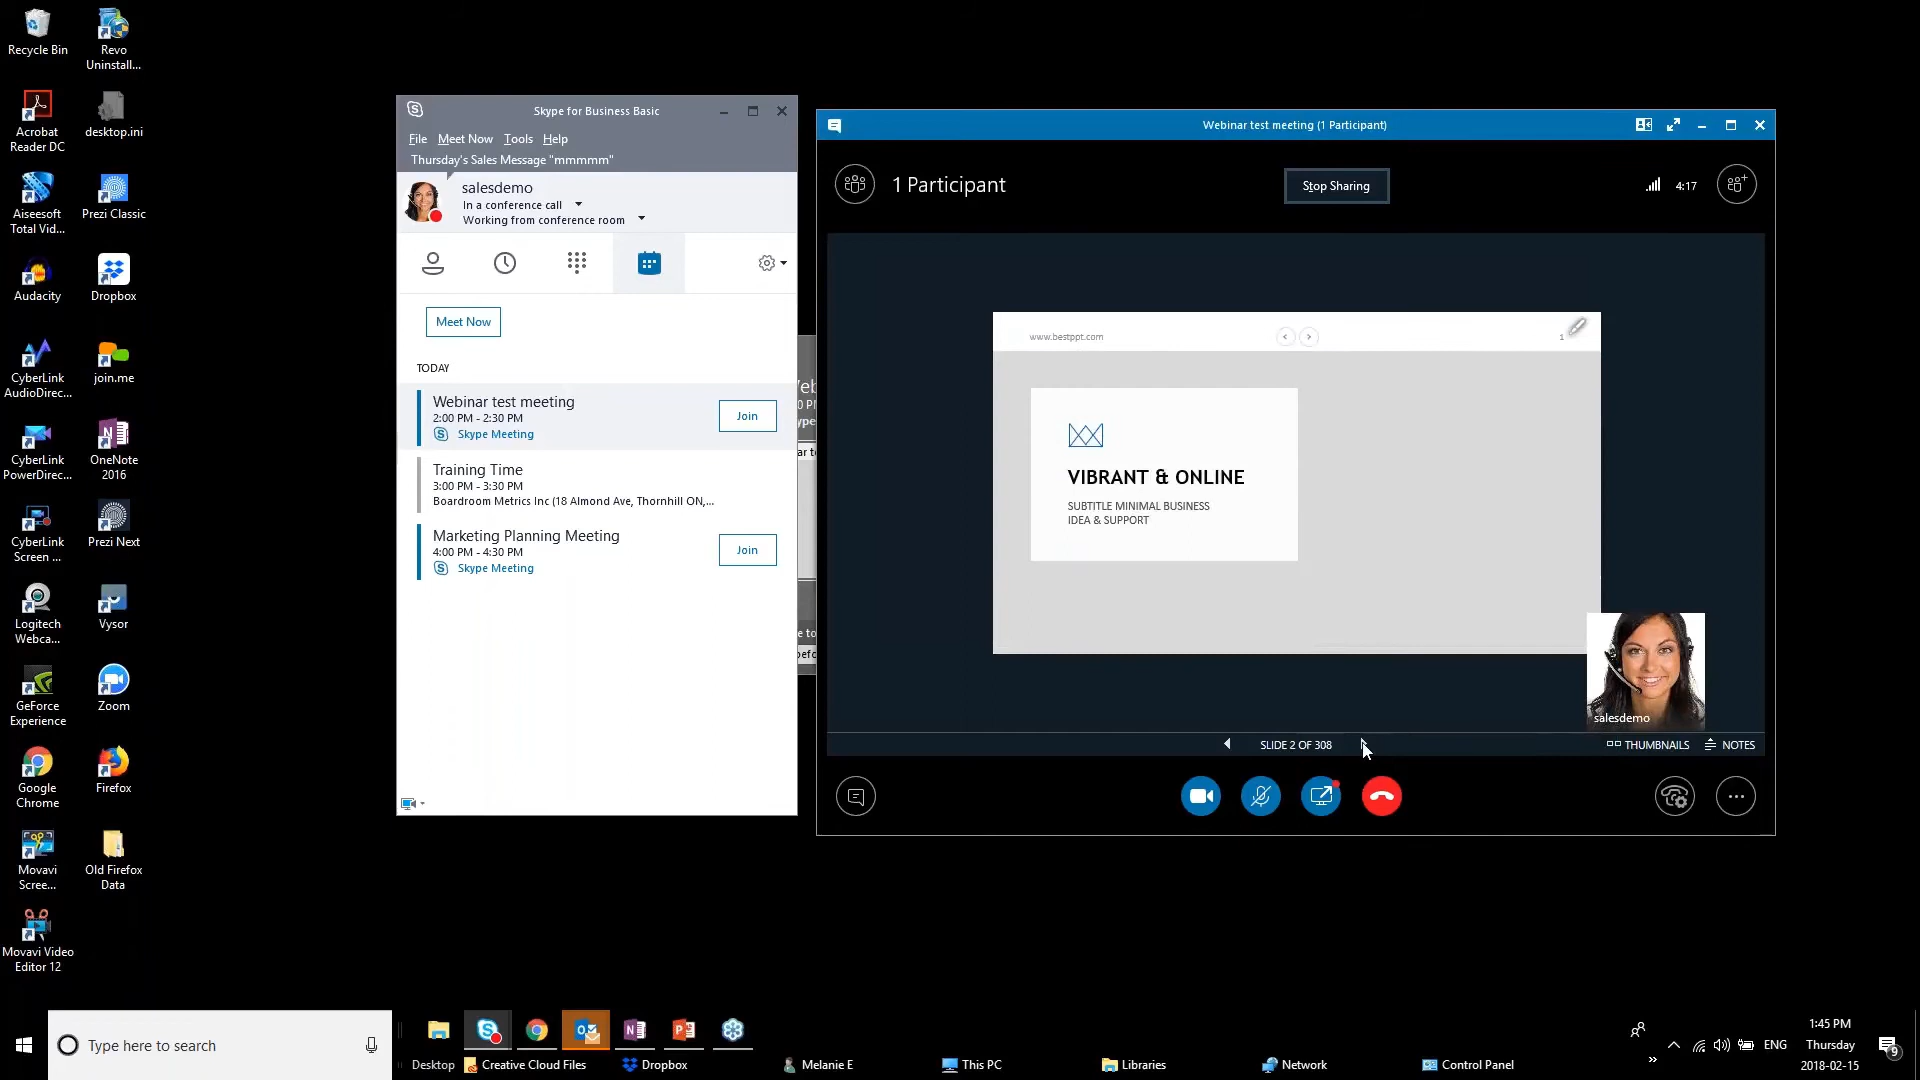 Recycle Bin
Revo
Uninstall...
Acrobat
Reader DC
desktop.ini
Aiseesoft
Total Vid...
Prezi Classic
Audacity
Dropbox
CyberLink
AudioDirec...
join.me
CyberLink
PowerDirec...
OneNote
2016
CyberLink
Screen ...
Prezi Next
Logitech
Webca...
Vysor
GeForce
Experience
Zoom
Google
Chrome
Firefox
Movavi
Scree...
Old Firefox
Data
Movavi Video
Editor 12
Skype for Business Basic
File Meet Now Tools Help
Thursday's Sales Message "mmmmm"
salesdemo
In a conference call
Working from conference room
Meet Now
TODAY
Webinar test meeting
2:00 PM - 2:30 PM
Skype Meeting
Join
Training Time
3:00 PM - 3:30 PM
Boardroom Metrics Inc (18 Almond Ave, Thornhill ON,...
Marketing Planning Meeting
4:00 PM - 4:30 PM
Skype Meeting
Join
Webinar test meeting (1 Participant)
1 Participant
Stop Sharing
4:17
www.bestppt.com
1
VIBRANT & ONLINE
SUBTITLE MINIMAL BUSINESS
IDEA & SUPPORT
salesdemo
SLIDE 2 OF 308
THUMBNAILS
NOTES
Type here to search
Desktop
Creative Cloud Files
Dropbox
Melanie E
This PC
Libraries
Network
Control Panel
ENG
1:45 PM
Thursday
2018-02-15
9